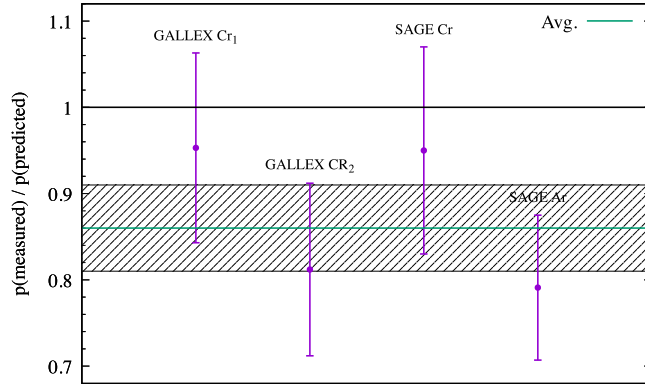 1.1
1
0.9
0.8
0.7
p(measured) / p(predicted)
Avg.
GALLEX Cr₁
SAGE Cr
GALLEX CR₂
SAGE Ar